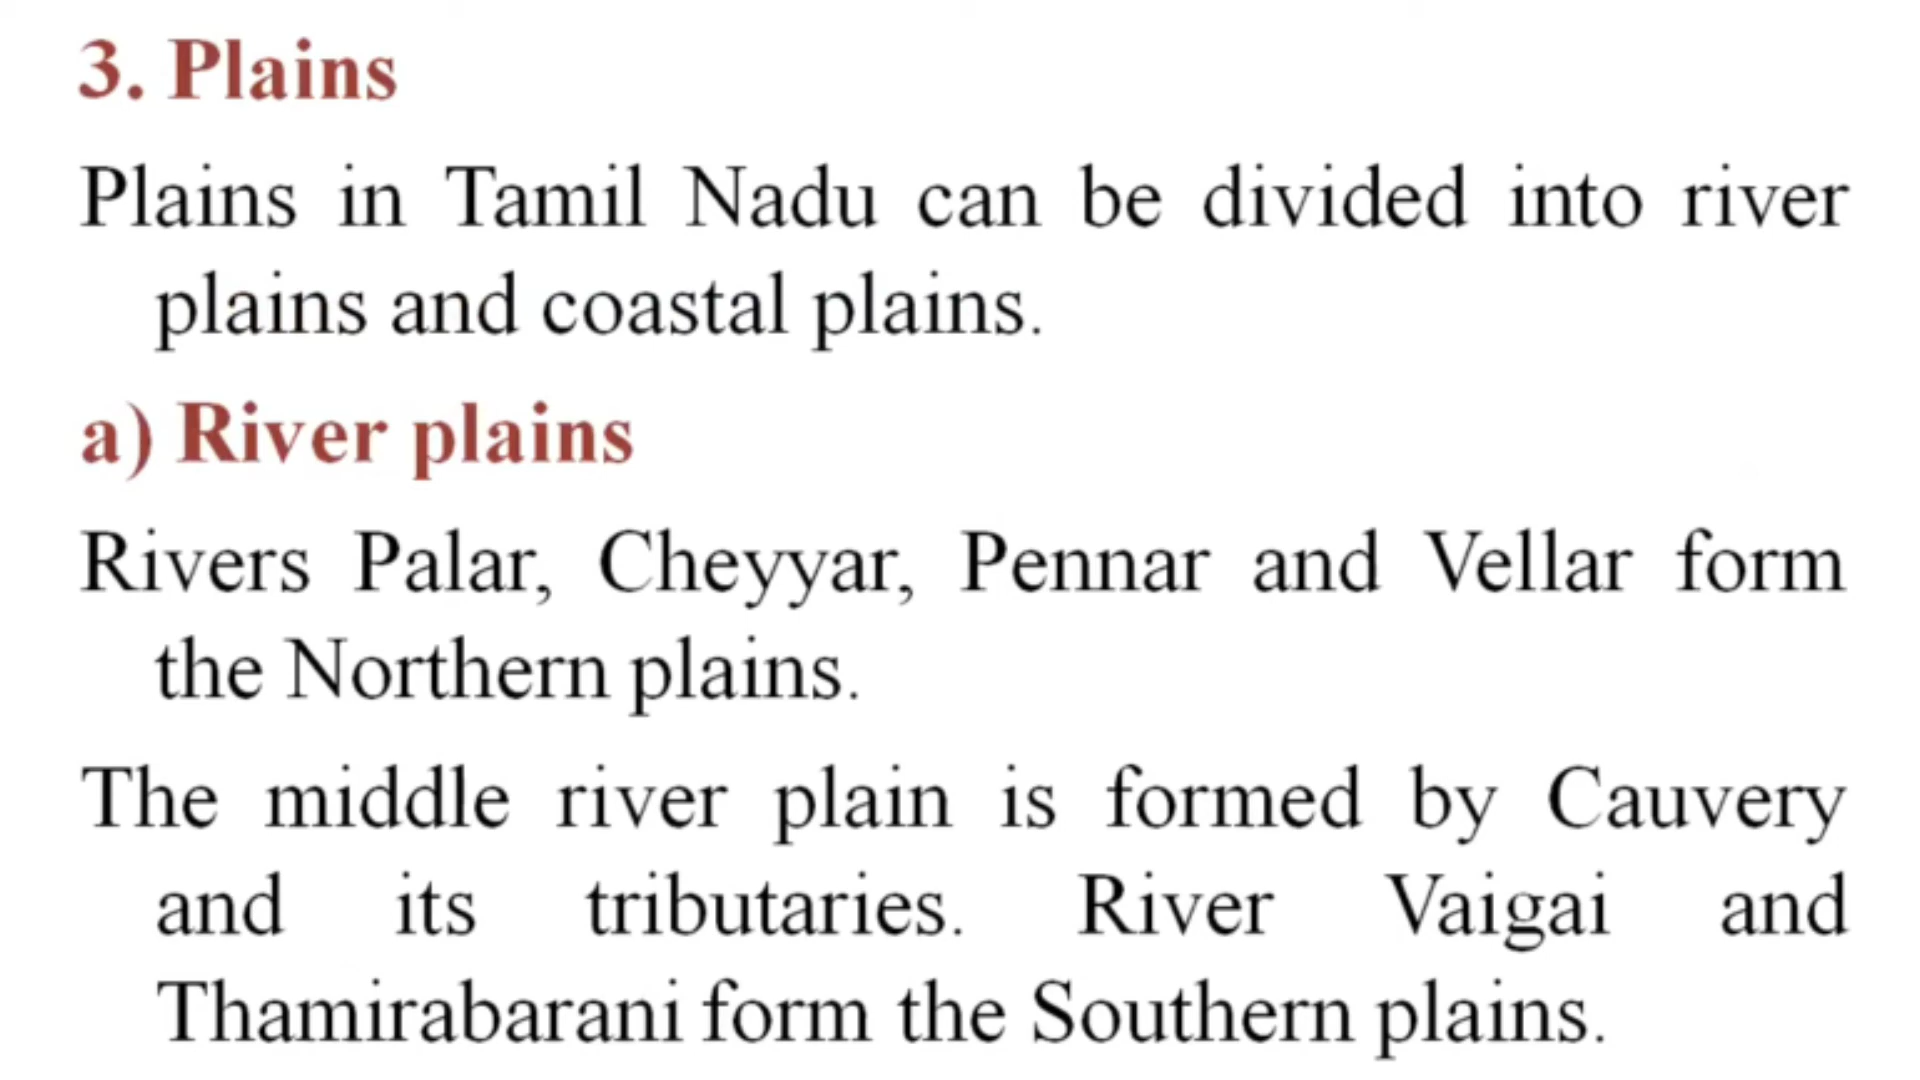 3. Plains
Plains in Tamil Nadu can be divided into river
plains and coastal plains.
a) River plains
Rivers Palar, Cheyyar, Pennar and Vellar form
the Northern plains.
The middle river plain is formed by Cauvery
and its tributaries. River Vaigai and
Thamirabarani form the Southern plains.